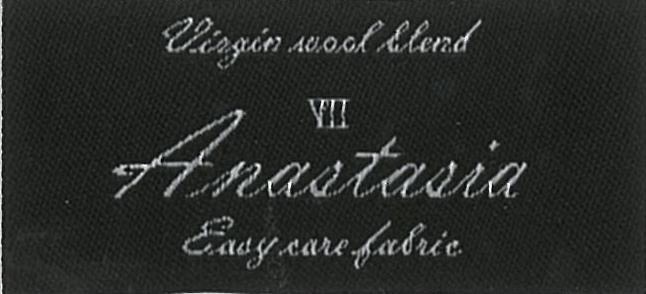 Virgin wool blend
VII
Anastasia
Easy care fabric